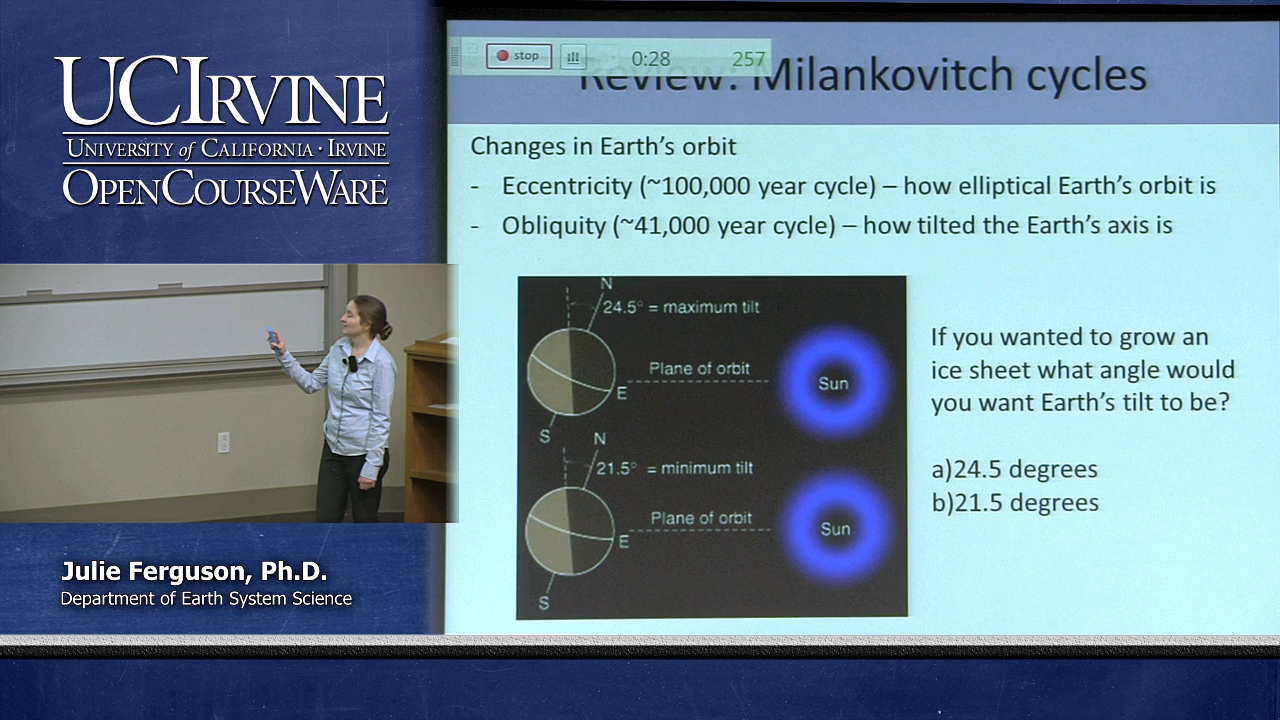 UCIRVINE
UNIVERSITY of CALIFORNIA · IRVINE
OPENCOURSEWARE
Julie Ferguson, Ph.D.
Department of Earth System Science
stop
0:28
257
Review: Milankovitch cycles
Changes in Earth’s orbit
- Eccentricity (~100,000 year cycle) – how elliptical Earth’s orbit is
- Obliquity (~41,000 year cycle) – how tilted the Earth’s axis is
N
24.5° = maximum tilt
Plane of orbit
Sun
E
S
N
21.5° = minimum tilt
Plane of orbit
Sun
E
S
If you wanted to grow an
ice sheet what angle would
you want Earth’s tilt to be?
a)24.5 degrees
b)21.5 degrees